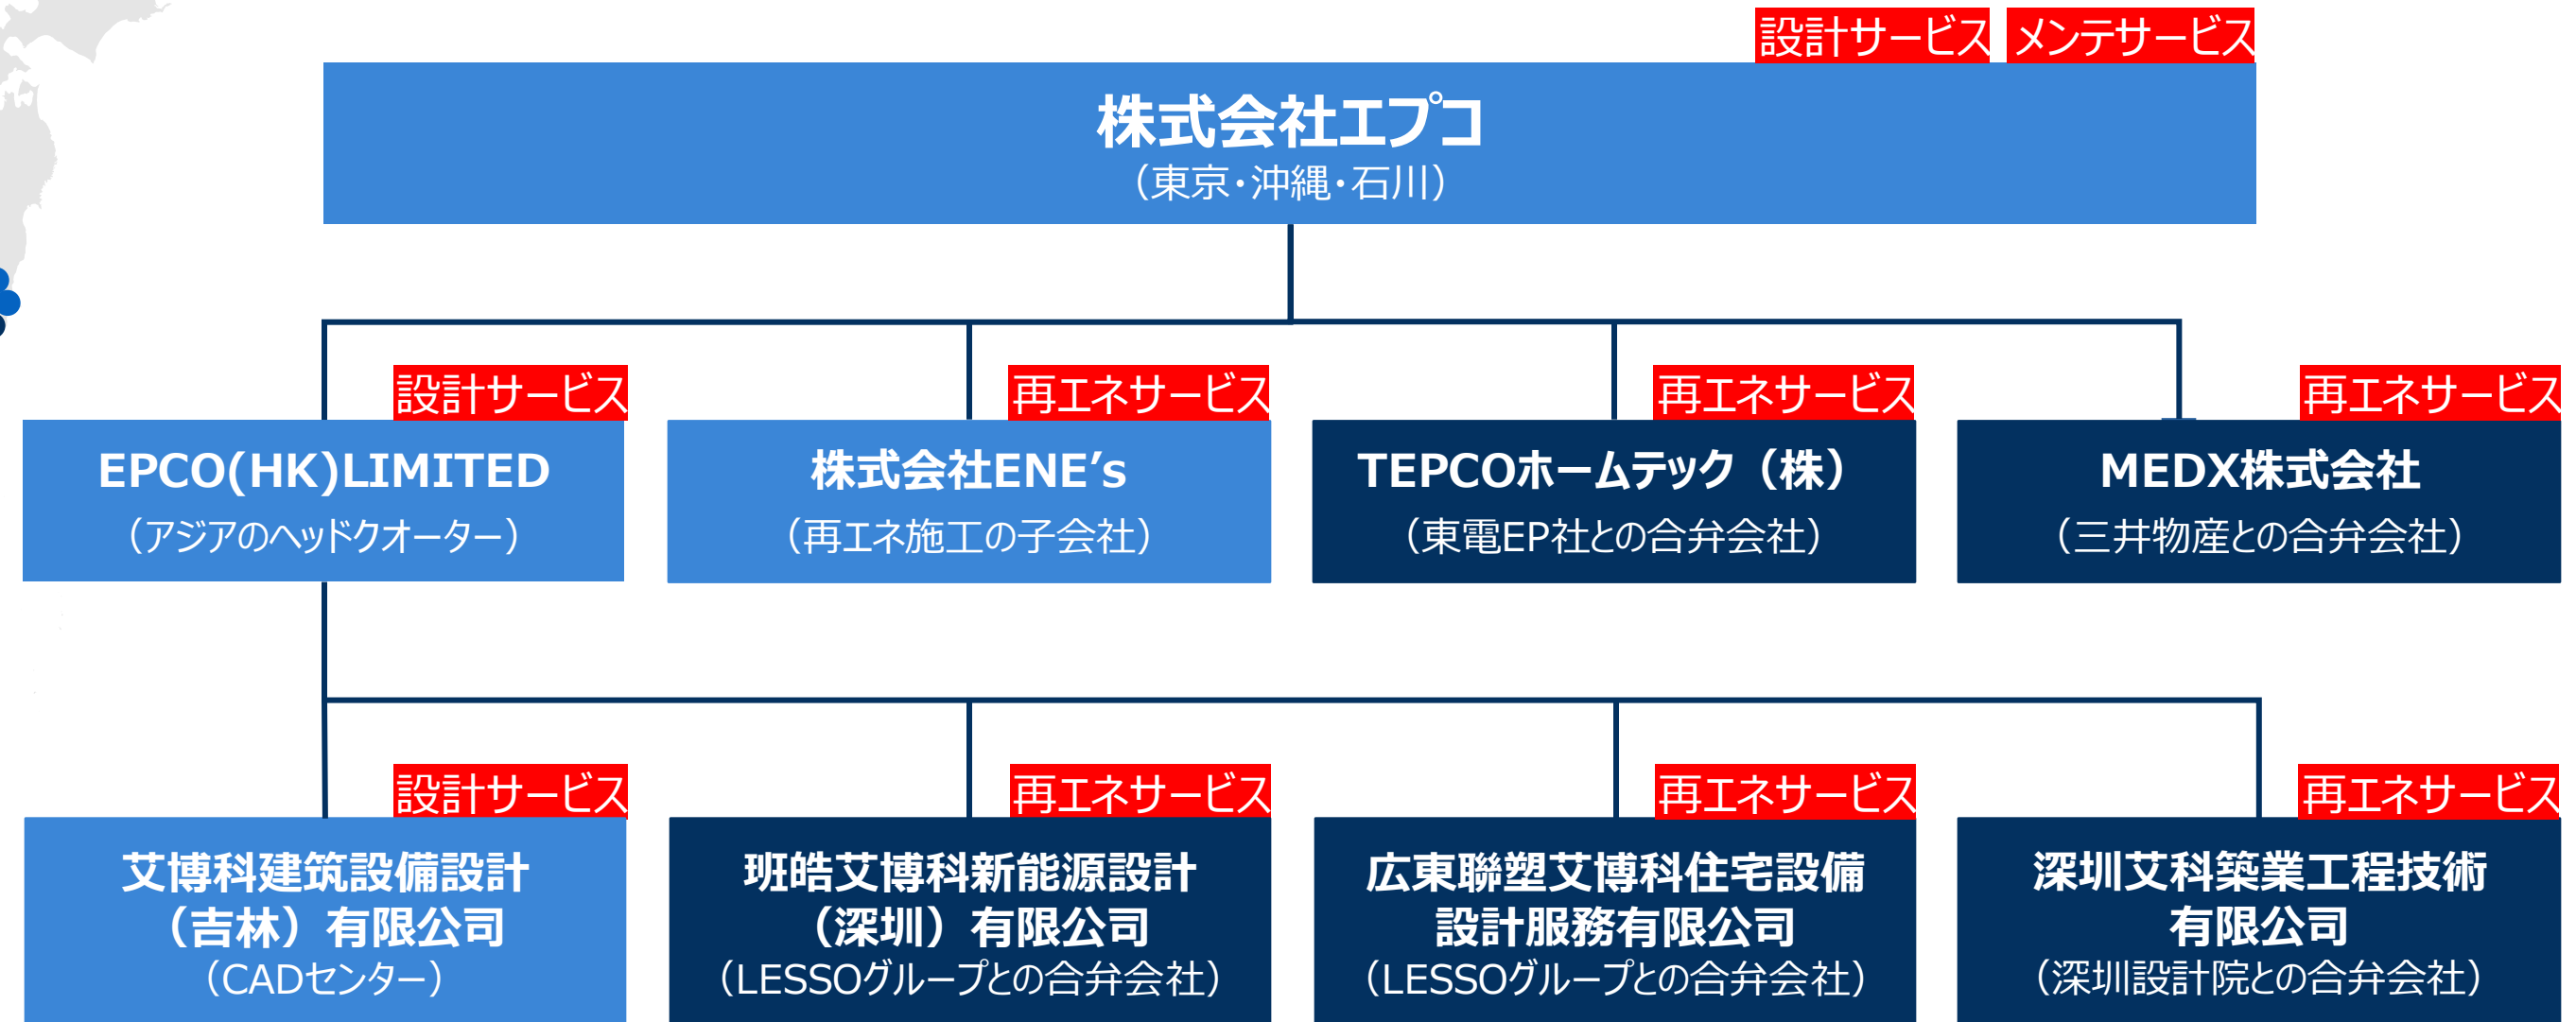 設計サービス メンテサービス
株式会社エプコ
（東京・沖縄・石川）
設計サービス
EPCO(HK)LIMITED
（アジアのヘッドクオーター）
再エネサービス
株式会社ENE’s
（再エネ施工の子会社）
再エネサービス
TEPCOホームテック（株）
（東電EP社との合弁会社）
再エネサービス
MEDX株式会社
（三井物産との合弁会社）
設計サービス
艾博科建筑設備設計
（吉林）有限公司
（CADセンター）
再エネサービス
班皓艾博科新能源設計
（深圳）有限公司
（LESSOグループとの合弁会社）
再エネサービス
広東聯塑艾博科住宅設備
設計服務有限公司
（LESSOグループとの合弁会社）
再エネサービス
深圳艾科築業工程技術
有限公司
（深圳設計院との合弁会社）